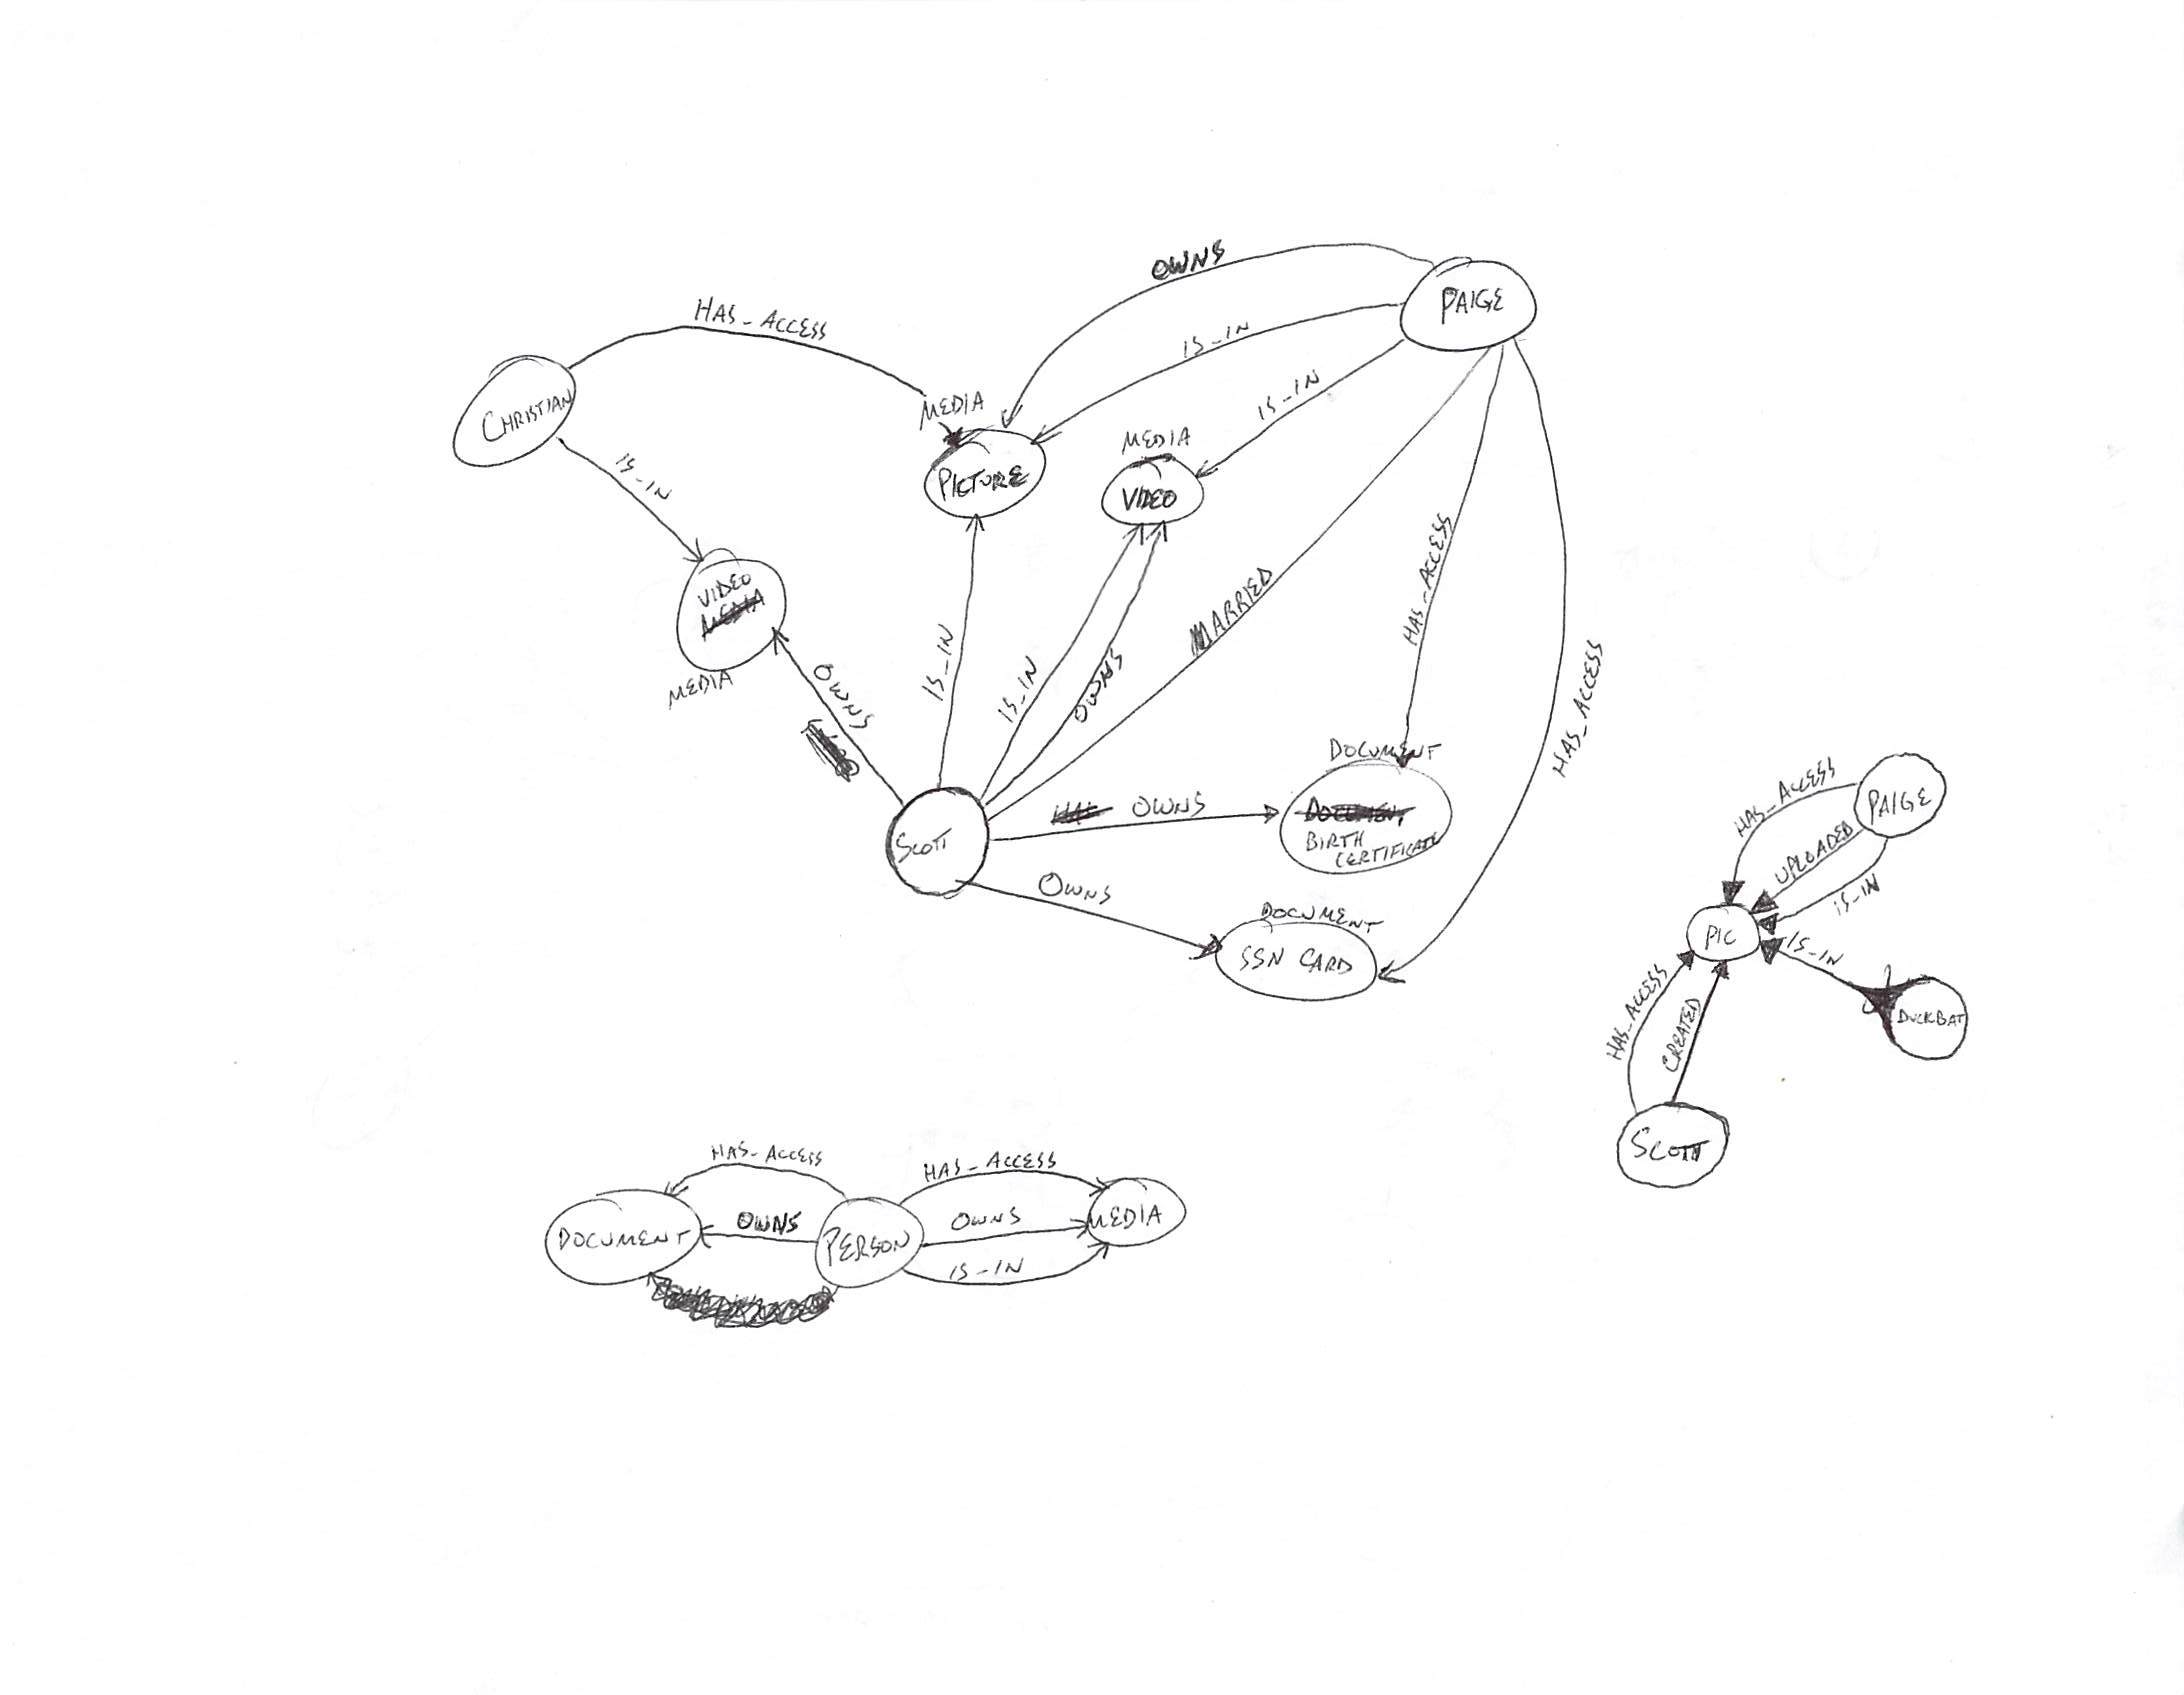 OWNS
PAIGE
HAS_ACCESS
IS_IN
IS_IN
MEDIA
CHRISTIAN
MEDIA
PICTURE
VIDEO
IS_IN
HAS_ACCESS
VIDEO
MEDIA
MARRIED
IS_IN
IS_IN
OWNS
OWNS
HAS_ACCESS
DOCUMENT
OWNS
BIRTH
CERTIFICATE
SCOTT
OWNS
DOCUMENT
SSN CARD
HAS_ACCESS
PAIGE
UPLOADED
IS_IN
PIC
IS_IN
DUCKBAT
HAS_ACCESS
CREATED
SCOTT
HAS_ACCESS
HAS_ACCESS
DOCUMENT
OWNS
PERSON
OWNS
MEDIA
IS_IN